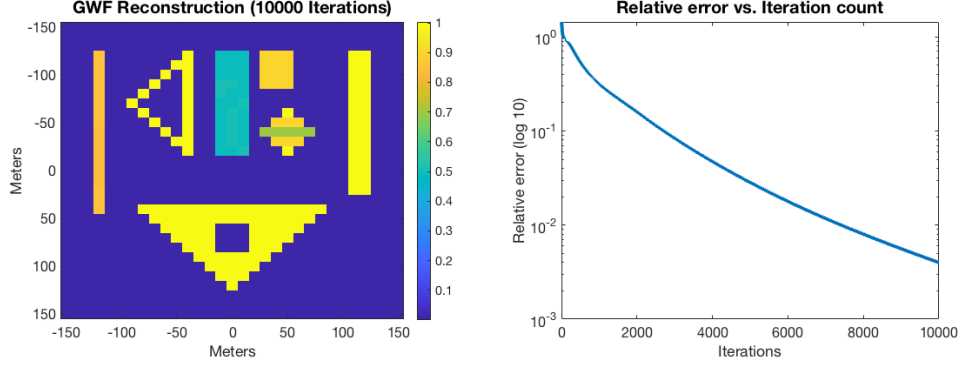 GWF Reconstruction (10000 Iterations)
-150
-100
-50
0
50
100
150
Meters
-150 -100 -50 0 50 100 150
Meters
1
0.9
0.8
0.7
0.6
0.5
0.4
0.3
0.2
0.1
Relative error vs. Iteration count
10^0
10^-1
10^-2
10^-3
Relative error (log 10)
0 2000 4000 6000 8000 10000
Iterations